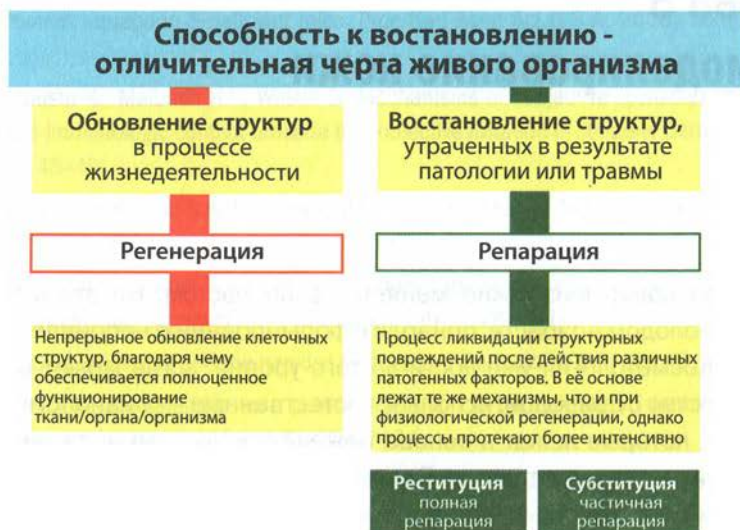 Способность к востановлению -
отличительная черта живого организма
Обновление структур
в процессе
жизнедеятельности
Восстановление структур,
утраченных в результате
патологии или травмы
Регенерация
Репарация
Непрерывное обновление клеточных
структур, благодаря чему
обеспечивается полноценное
функционирование
ткани/органа/организма
Процесс ликвидации структурных
повреждений после действия различных
патогенных факторов. В её основе
лежат те же механизмы, что и при
физиологической регенерации, однако
процессы протекают более интенсивно
Реституция
полная
репарация
Субституция
частичная
репарация